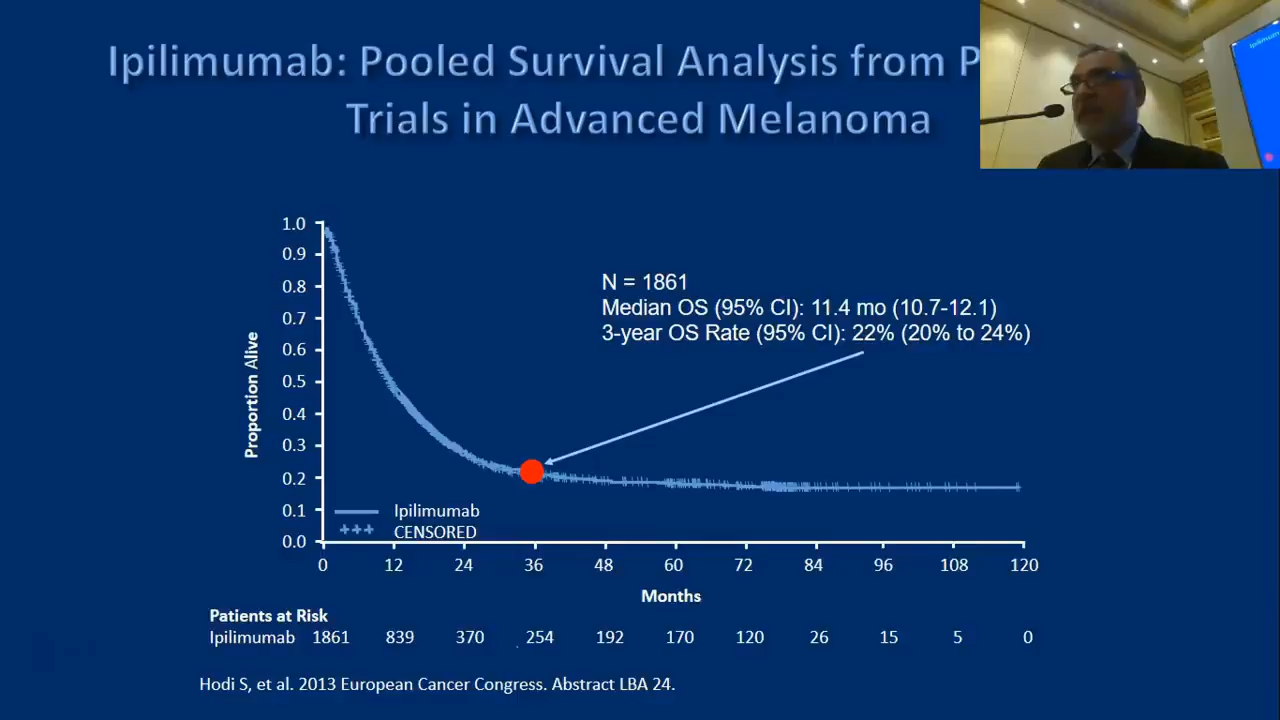 Ipilimumab: Pooled Survival Analysis from
Trials in Advanced Melanoma
1.0
0.9
0.8
0.7
0.6
0.5
0.4
0.3
0.2
0.1
0.0
Proportion Alive
N = 1861
Median OS (95% CI): 11.4 mo (10.7-12.1)
3-year OS Rate (95% CI): 22% (20% to 24%)
Ipilimumab
CENSORED
0 12 24 36 48 60 72 84 96 108 120
Months
Patients at Risk
Ipilimumab 1861 839 370 254 192 170 120 26 15 5 0
Hodi S, et al. 2013 European Cancer Congress. Abstract LBA 24.